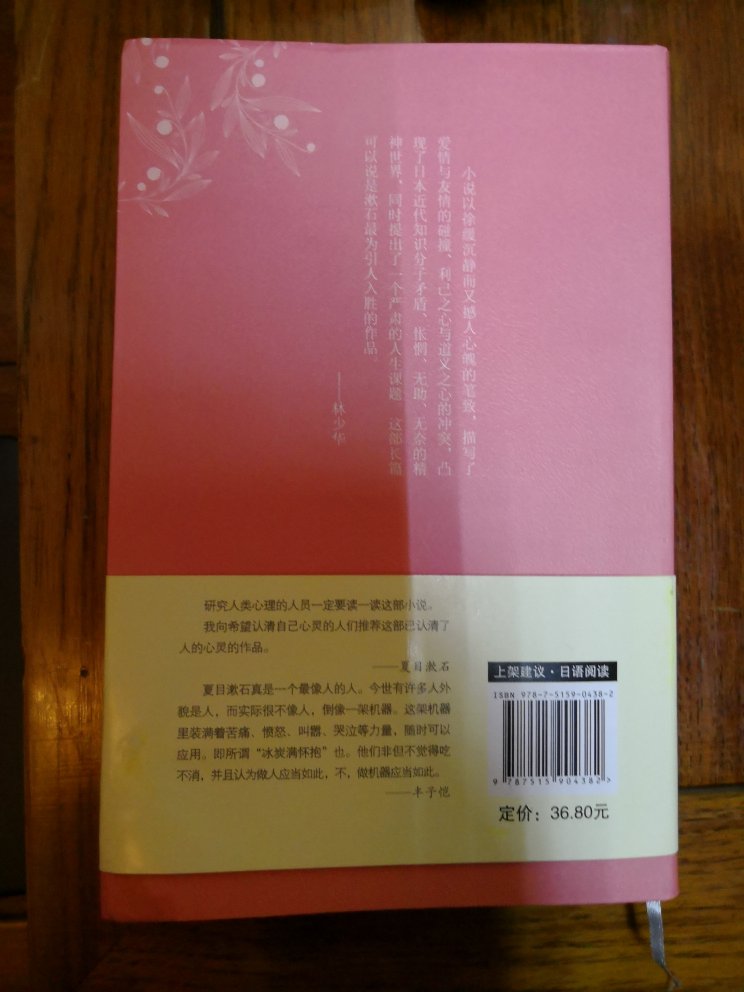 小说以徐缓沉静而又撼人心魄的笔致，描写了
爱情与友情的碰撞、利己之心与道义之心的冲突，凸
现了日本近代知识分子矛盾、怅惘、无助、无奈的精
神世界，同时提出了一个严肃的人生课题。这部长篇
可以说是漱石最为引人入胜的作品。
——林少华
研究人类心理的人员一定要读一读这部小说。
我向希望认清自己心灵的人们推荐这部已认清了
人的心灵的作品。
——夏目漱石
夏目漱石真是一个最像人的人。今世有许多人外
貌是人，而实际很不像人，倒像一架机器。这架机器
里装满着苦痛、愤怒、叫嚣、哭泣等力量，随时可以
应用。即所谓“冰炭满怀抱”也。他们非但不觉得吃
不消，并且认为做人应当如此，不，做机器应当如此。
——丰子恺
上架建议·日语阅读
ISBN 978-7-5159-0438-2
9 787515 904382 >
定价：36.80元